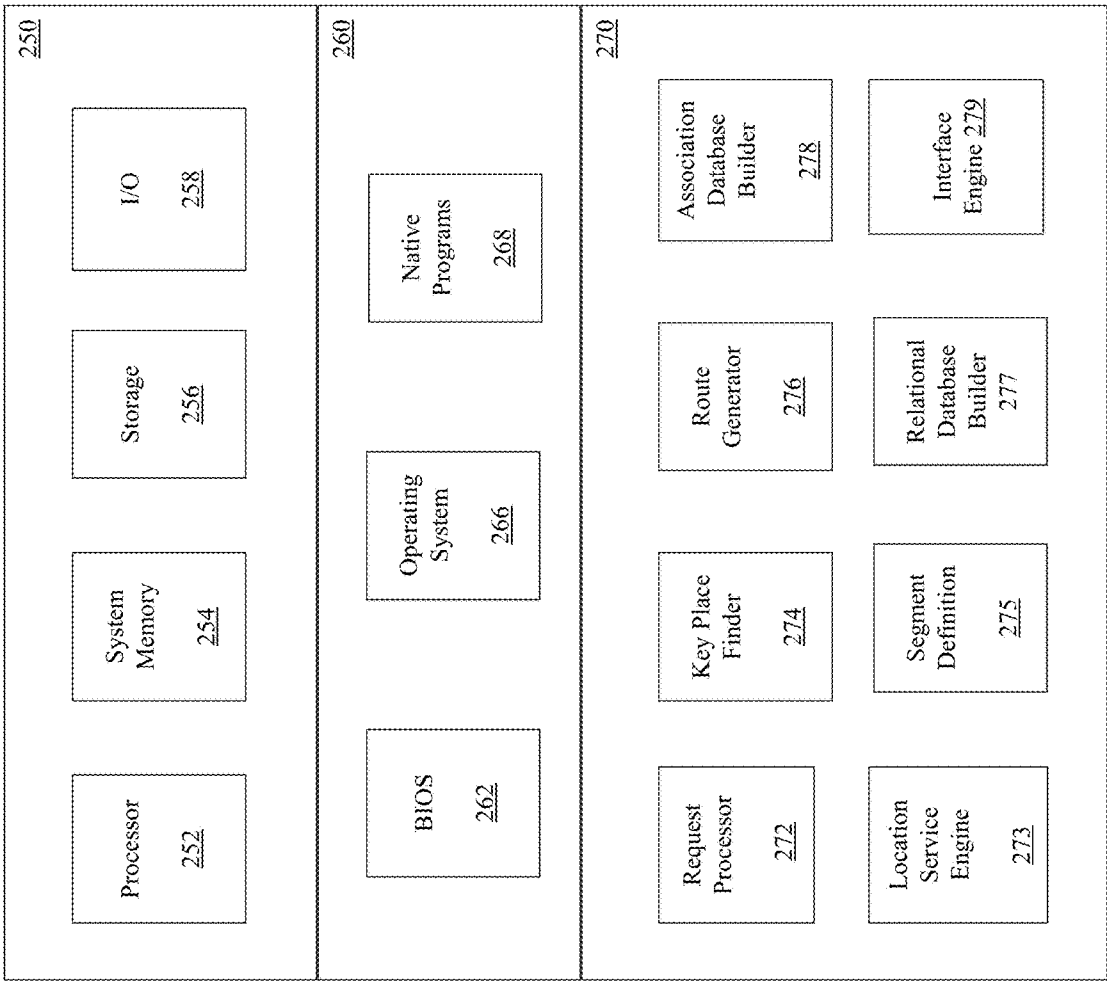 250
Processor
252
System
Memory
254
Storage
256
I/O
258
260
BIOS
262
Operating
System
266
Native
Programs
268
270
Request
Processor
272
Key Place
Finder
274
Route
Generator
276
Association
Database
Builder
278
Location
Service
Engine
273
Segment
Definition
275
Relational
Database
Builder
277
Interface
Engine 279